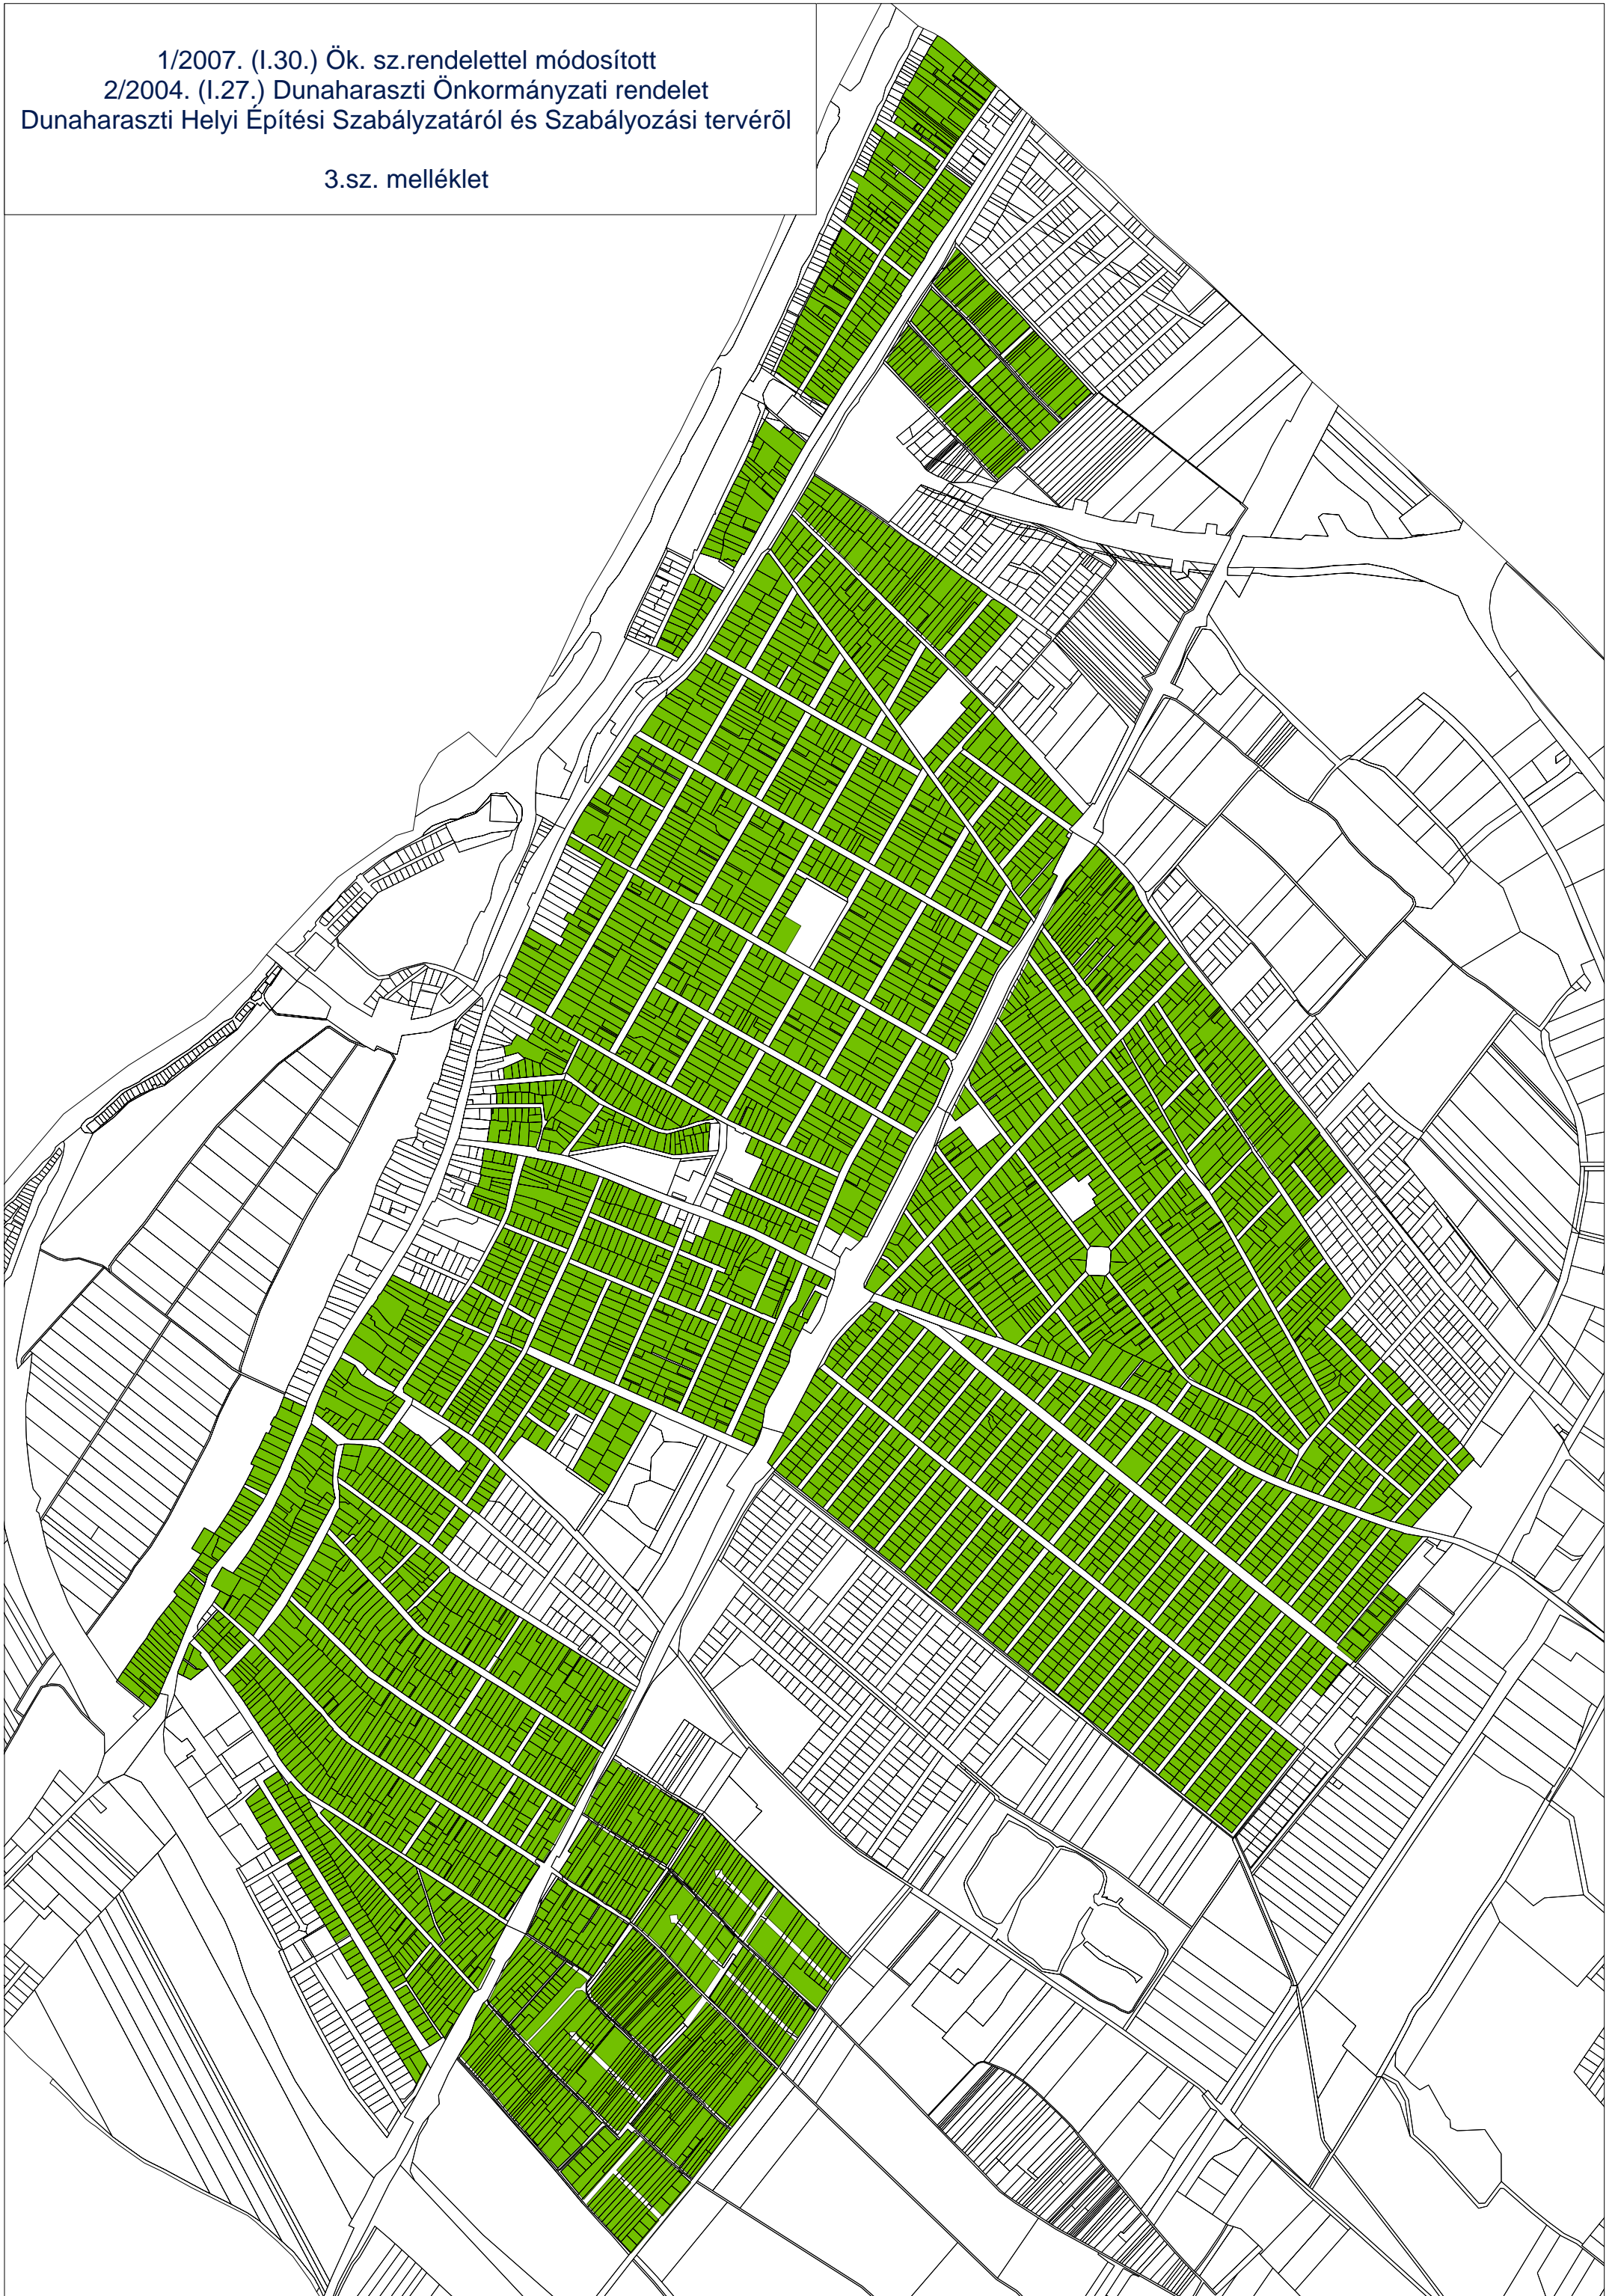 1/2007. (I.30.) Ök. sz.rendelettel módosított
2/2004. (I.27.) Dunaharaszti Önkormányzati rendelet
Dunaharaszti Helyi Építési Szabályzatáról és Szabályozási tervérõl
3.sz. melléklet